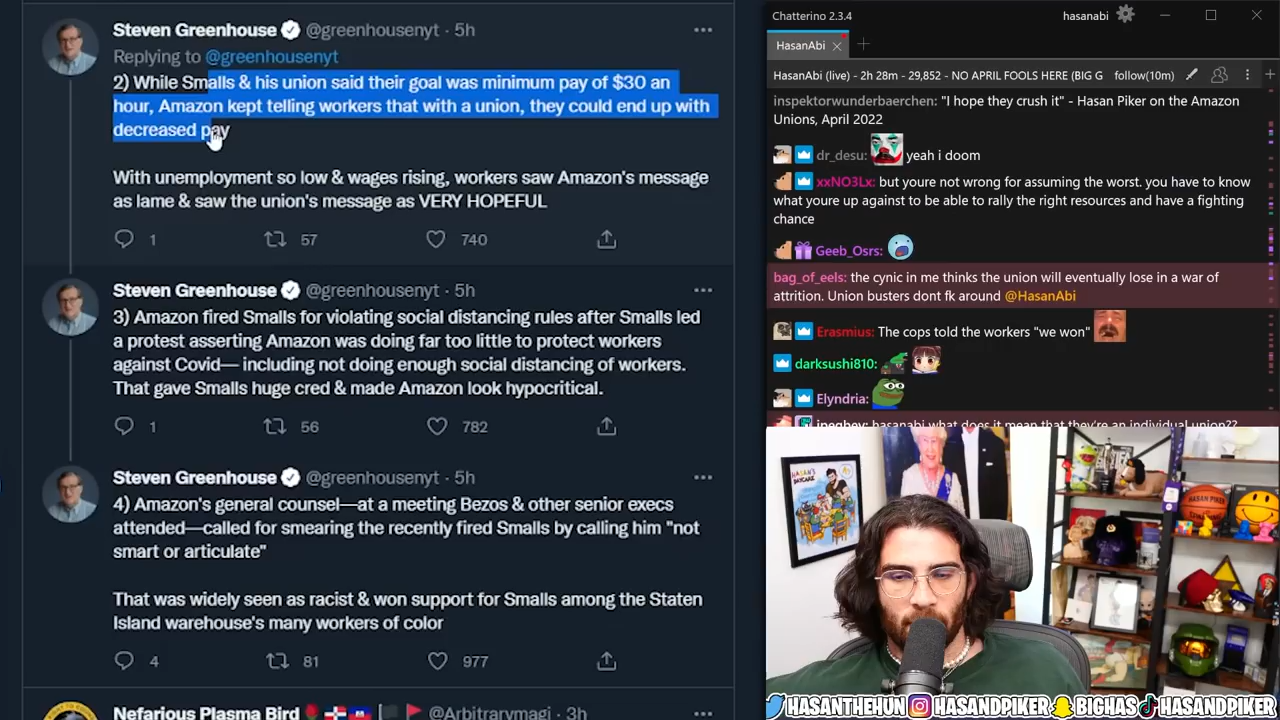 Steven Greenhouse @greenhousenyt · 5h
Replying to @greenhousenyt
2) While Smalls & his union said their goal was minimum pay of $30 an
hour, Amazon kept telling workers that with a union, they could end up with
decreased pay
With unemployment so low & wages rising, workers saw Amazon's message
as lame & saw the union's message as VERY HOPEFUL
1 57 740
Steven Greenhouse @greenhousenyt · 5h
3) Amazon fired Smalls for violating social distancing rules after Smalls led
a protest asserting Amazon was doing far too little to protect workers
against Covid— including not doing enough social distancing of workers.
That gave Smalls huge cred & made Amazon look hypocritical.
1 56 782
Steven Greenhouse @greenhousenyt · 5h
4) Amazon's general counsel—at a meeting Bezos & other senior execs
attended—called for smearing the recently fired Smalls by calling him "not
smart or articulate"
That was widely seen as racist & won support for Smalls among the Staten
Island warehouse's many workers of color
4 81 977
Nefarious Plasma Bird @Arbitrarymagi · 3h
Chatterino 2.3.4
hasanabi
HasanAbi
HasanAbi (live) - 2h 28m - 29,852 - NO APRIL FOOLS HERE (BIG G follow(10m)
inspektorwunderbaerchen: "I hope they crush it" - Hasan Piker on the Amazon
Unions, April 2022
dr_desu: yeah i doom
xxNO3Lx: but youre not wrong for assuming the worst. you have to know
what youre up against to be able to rally the right resources and have a fighting
chance
Geeb_Osrs:
bag_of_eels: the cynic in me thinks the union will eventually lose in a war of
attrition. Union busters dont fk around @HasanAbi
Erasmius: The cops told the workers "we won"
darksushi810:
Elyndria:
hasanabi what does it mean that they're an individual union??
HASAN'S
DAYCARE
HASAN PIKER
HASANTHEHUN HASANDPIKER BIGHAS HASANDPIKER